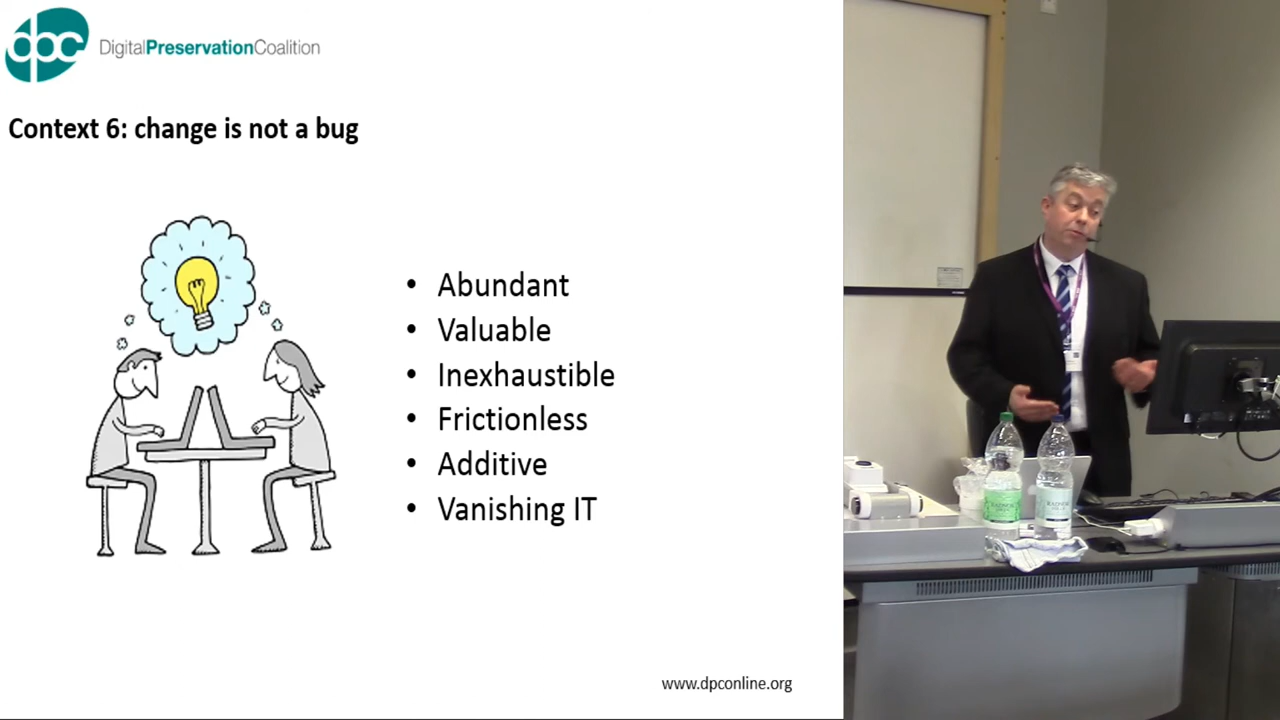 dpc DigitalPreservationCoalition
Context 6: change is not a bug
• Abundant
• Valuable
• Inexhaustible
• Frictionless
• Additive
• Vanishing IT
www.dpconline.org